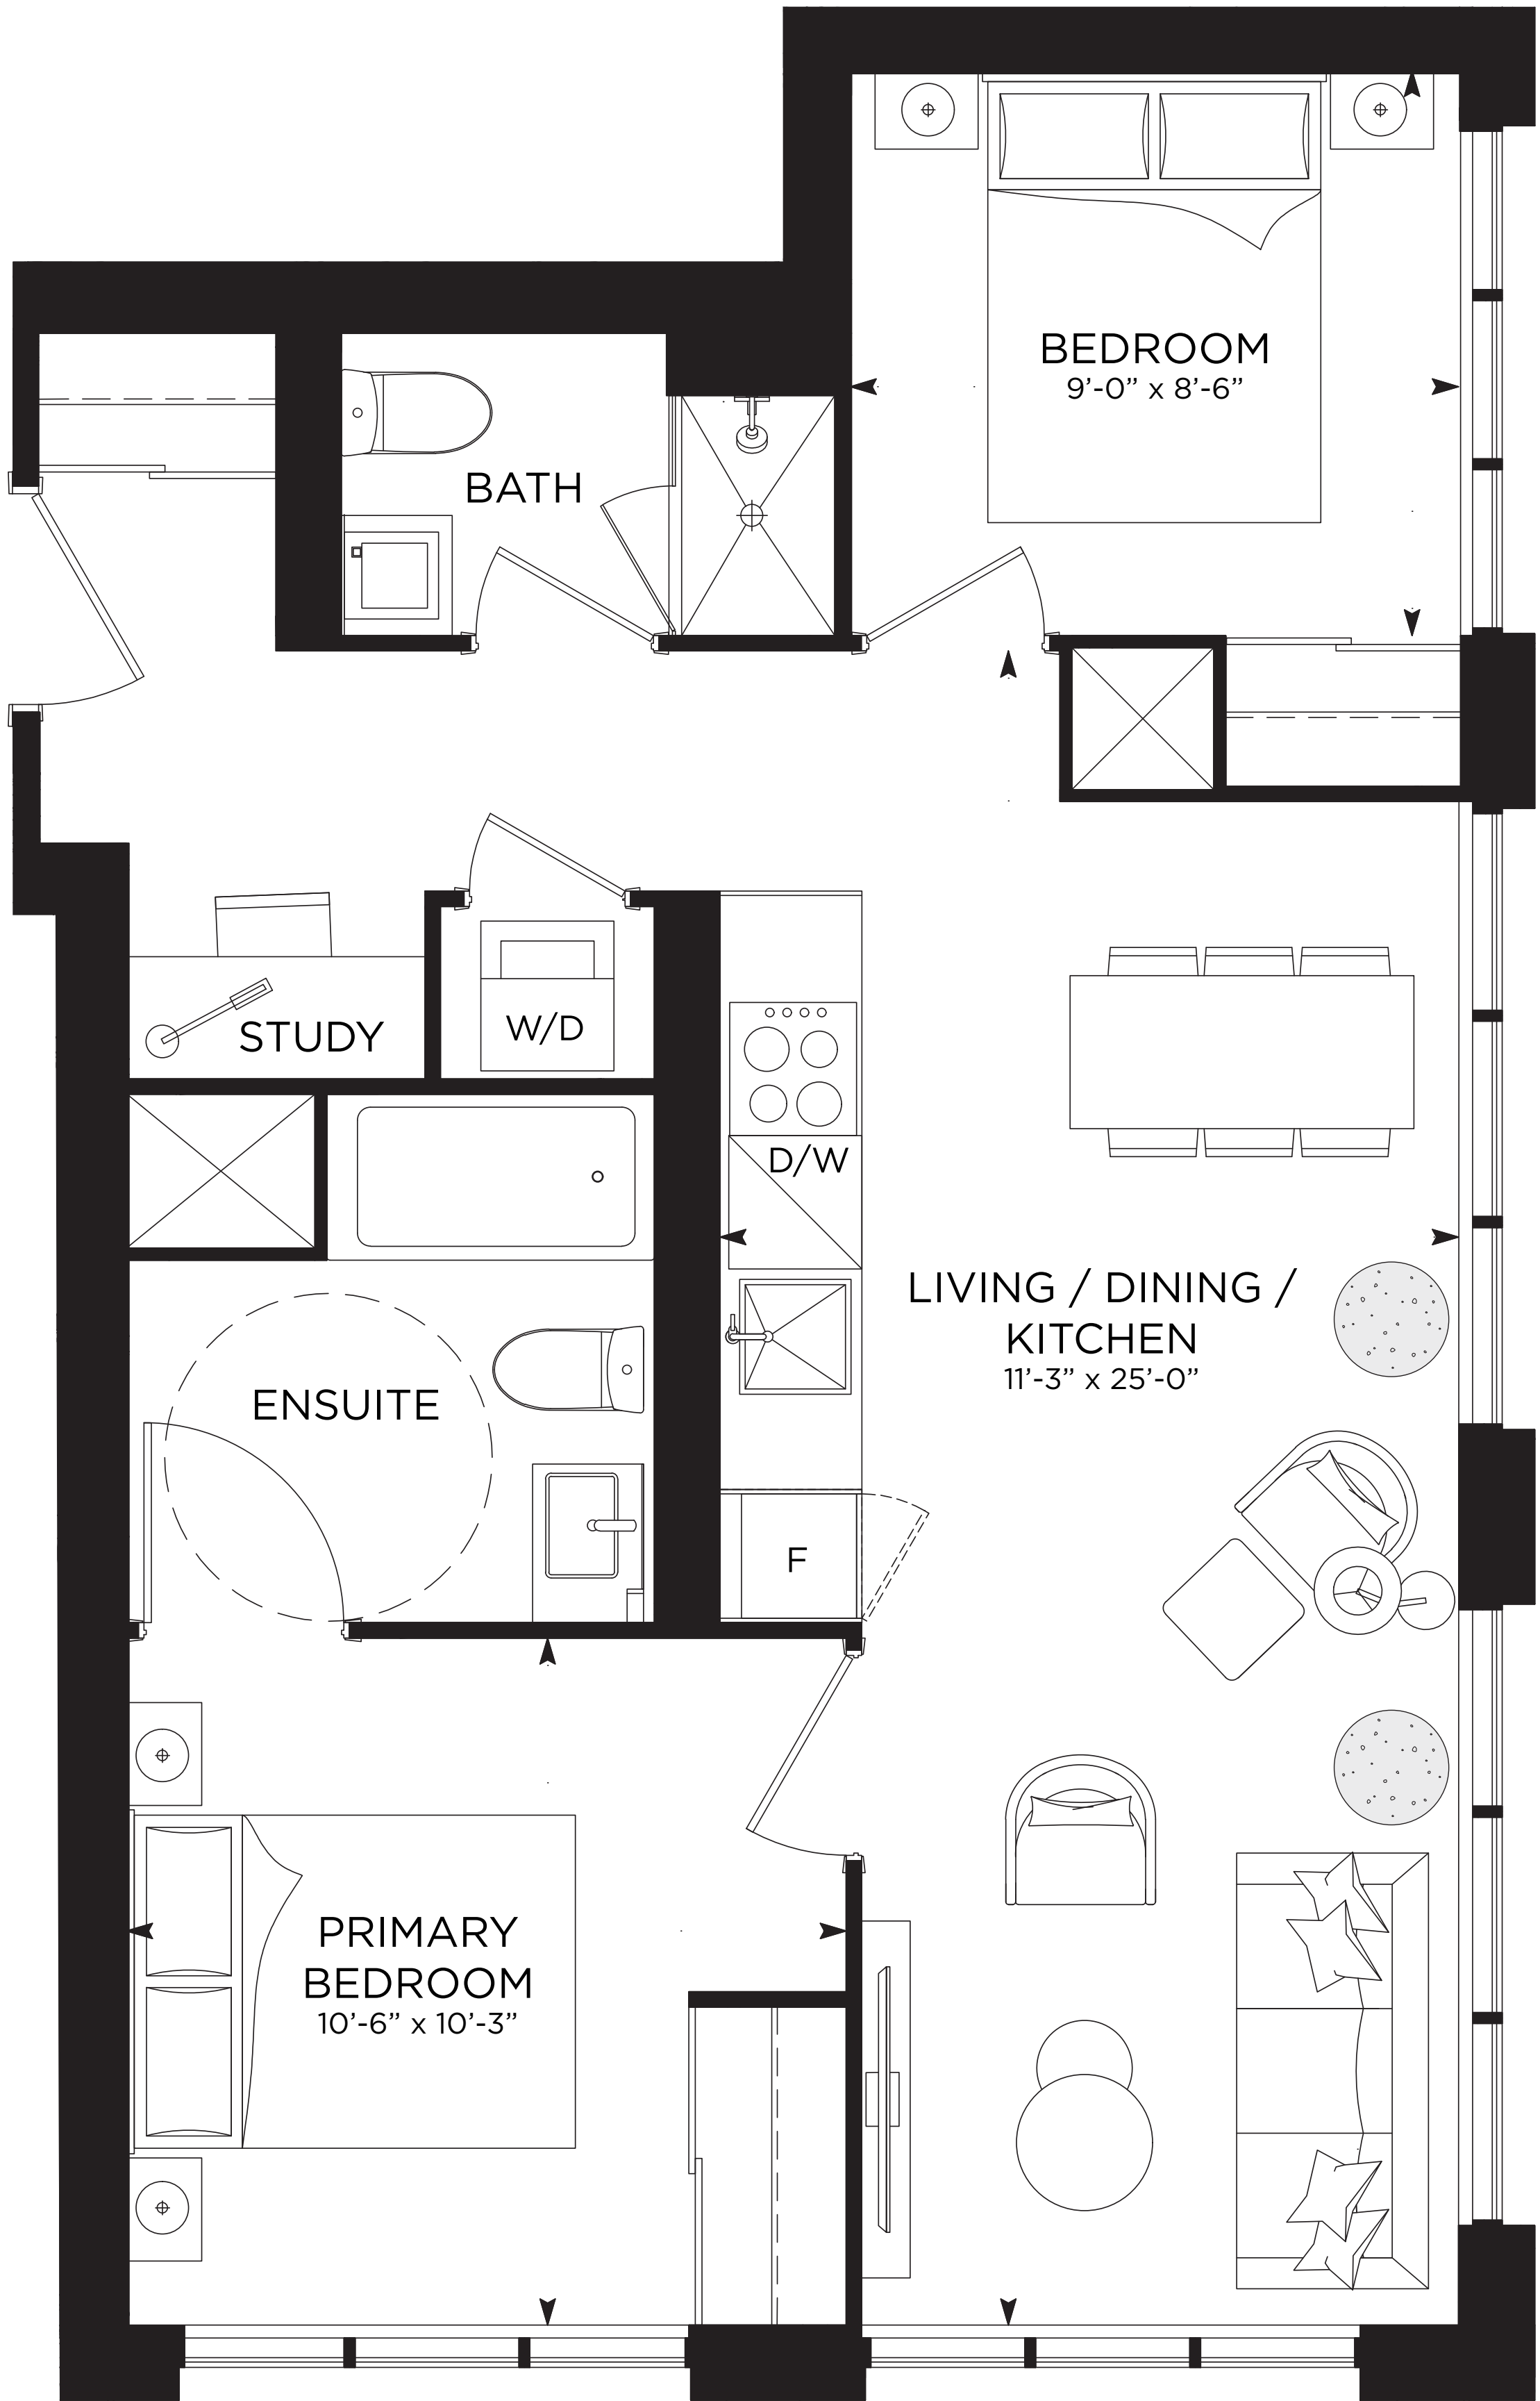 BEDROOM
9’-0” x 8’-6”
BATH
STUDY
W/D
D/W
LIVING / DINING /
KITCHEN
11’-3” x 25’-0”
ENSUITE
F
PRIMARY
BEDROOM
10’-6” x 10’-3”